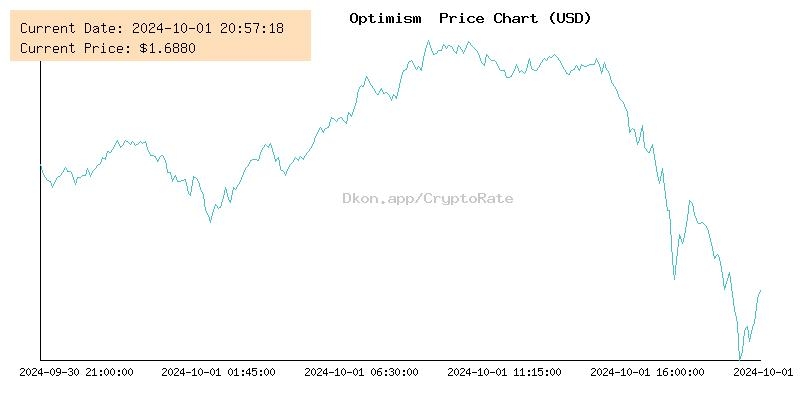 Optimism  Price Chart (USD)
Current Date: 2024-10-01 20:57:18
Current Price: $1.6880
Dkon.app/CryptoRate
2024-09-30 21:00:00 2024-10-01 01:45:00 2024-10-01 06:30:00 2024-10-01 11:15:00 2024-10-01 16:00:00 2024-10-01